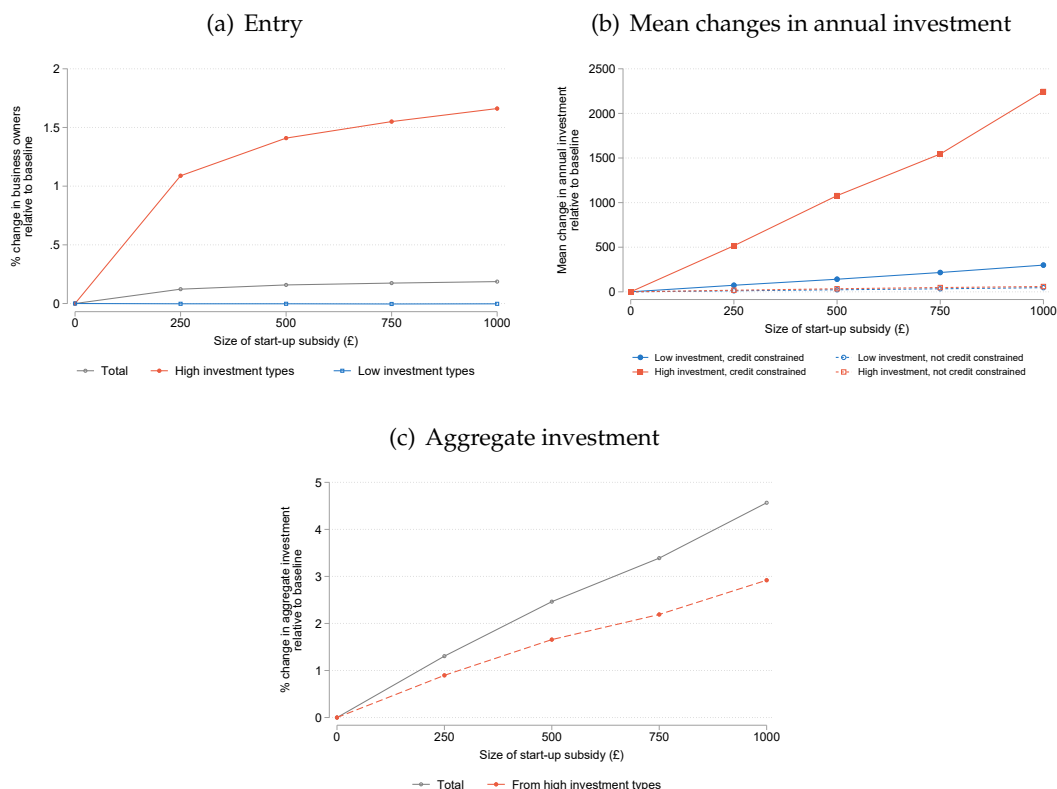 (a) Entry
% change in business owners
relative to baseline
2
1.5
1
.5
0
0 250 500 750 1000
Size of start-up subsidy (£)
Total High investment types Low investment types
(b) Mean changes in annual investment
Mean change in annual investment
relative to baseline
2500
2000
1500
1000
500
0
0 250 500 750 1000
Size of start-up subsidy (£)
Low investment, credit constrained Low investment, not credit constrained
High investment, credit constrained High investment, not credit constrained
(c) Aggregate investment
% change in aggregate investment
relative to baseline
5
4
3
2
1
0
0 250 500 750 1000
Size of start-up subsidy (£)
Total From high investment types